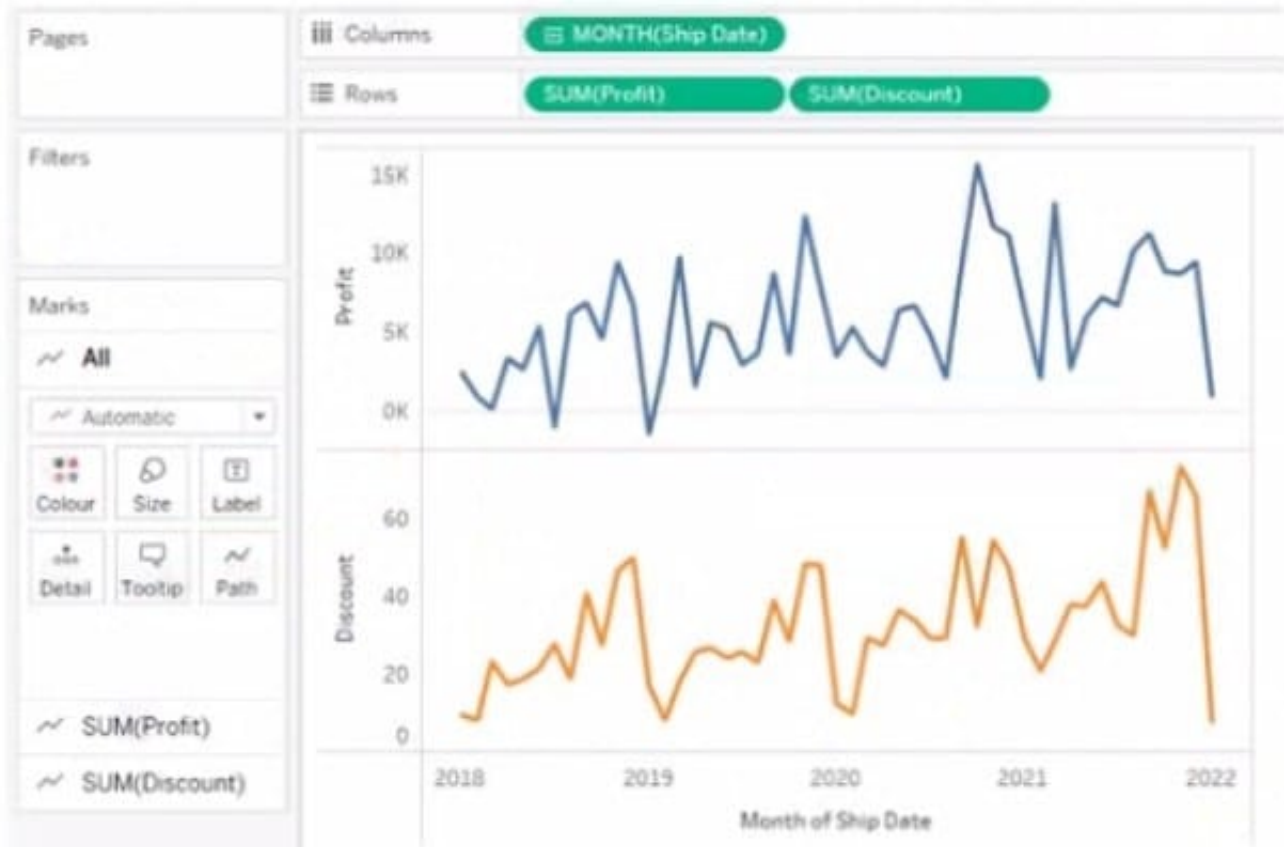 Pages
Columns
MONTH(Ship Date)
Rows
SUM(Profit)
SUM(Discount)
Filters
Marks
All
Automatic
Colour
Size
Label
Detail
Tooltip
Path
SUM(Profit)
SUM(Discount)
Profit
15K
10K
5K
0K
Discount
60
40
20
0
2018
2019
2020
2021
2022
Month of Ship Date